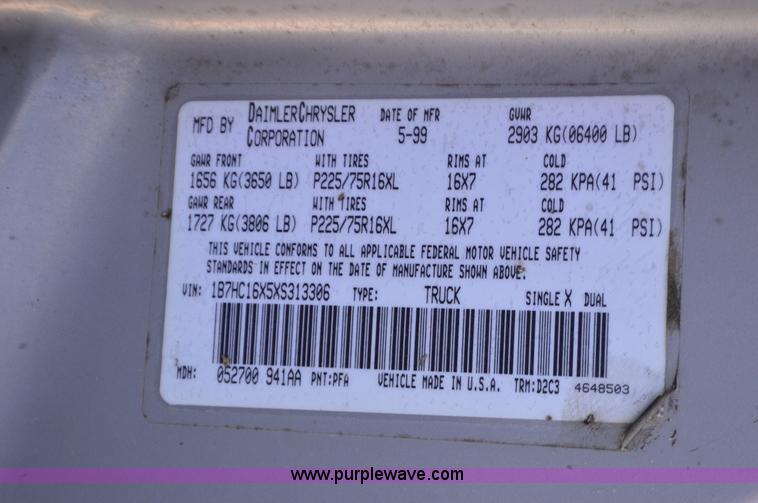 MFD BY DAIMLERCHRYSLER CORPORATION DATE OF MFR 5-99 GVWR 2903 KG(06400 LB)
GAWR FRONT WITH TIRES RIMS AT COLD
1656 KG(3650 LB) P225/75R16XL 16X7 282 KPA(41 PSI)
GAWR REAR WITH TIRES RIMS AT COLD
1727 KG(3806 LB) P225/75R16XL 16X7 282 KPA(41 PSI)
THIS VEHICLE CONFORMS TO ALL APPLICABLE FEDERAL MOTOR VEHICLE SAFETY
STANDARDS IN EFFECT ON THE DATE OF MANUFACTURE SHOWN ABOVE.
VIN: 1B7HC16X5XS313306 TYPE: TRUCK SINGLE X DUAL
MDH: 052700 941AA PNT:PFA VEHICLE MADE IN U.S.A. TRM:D2C3 4648503
www.purplewave.com